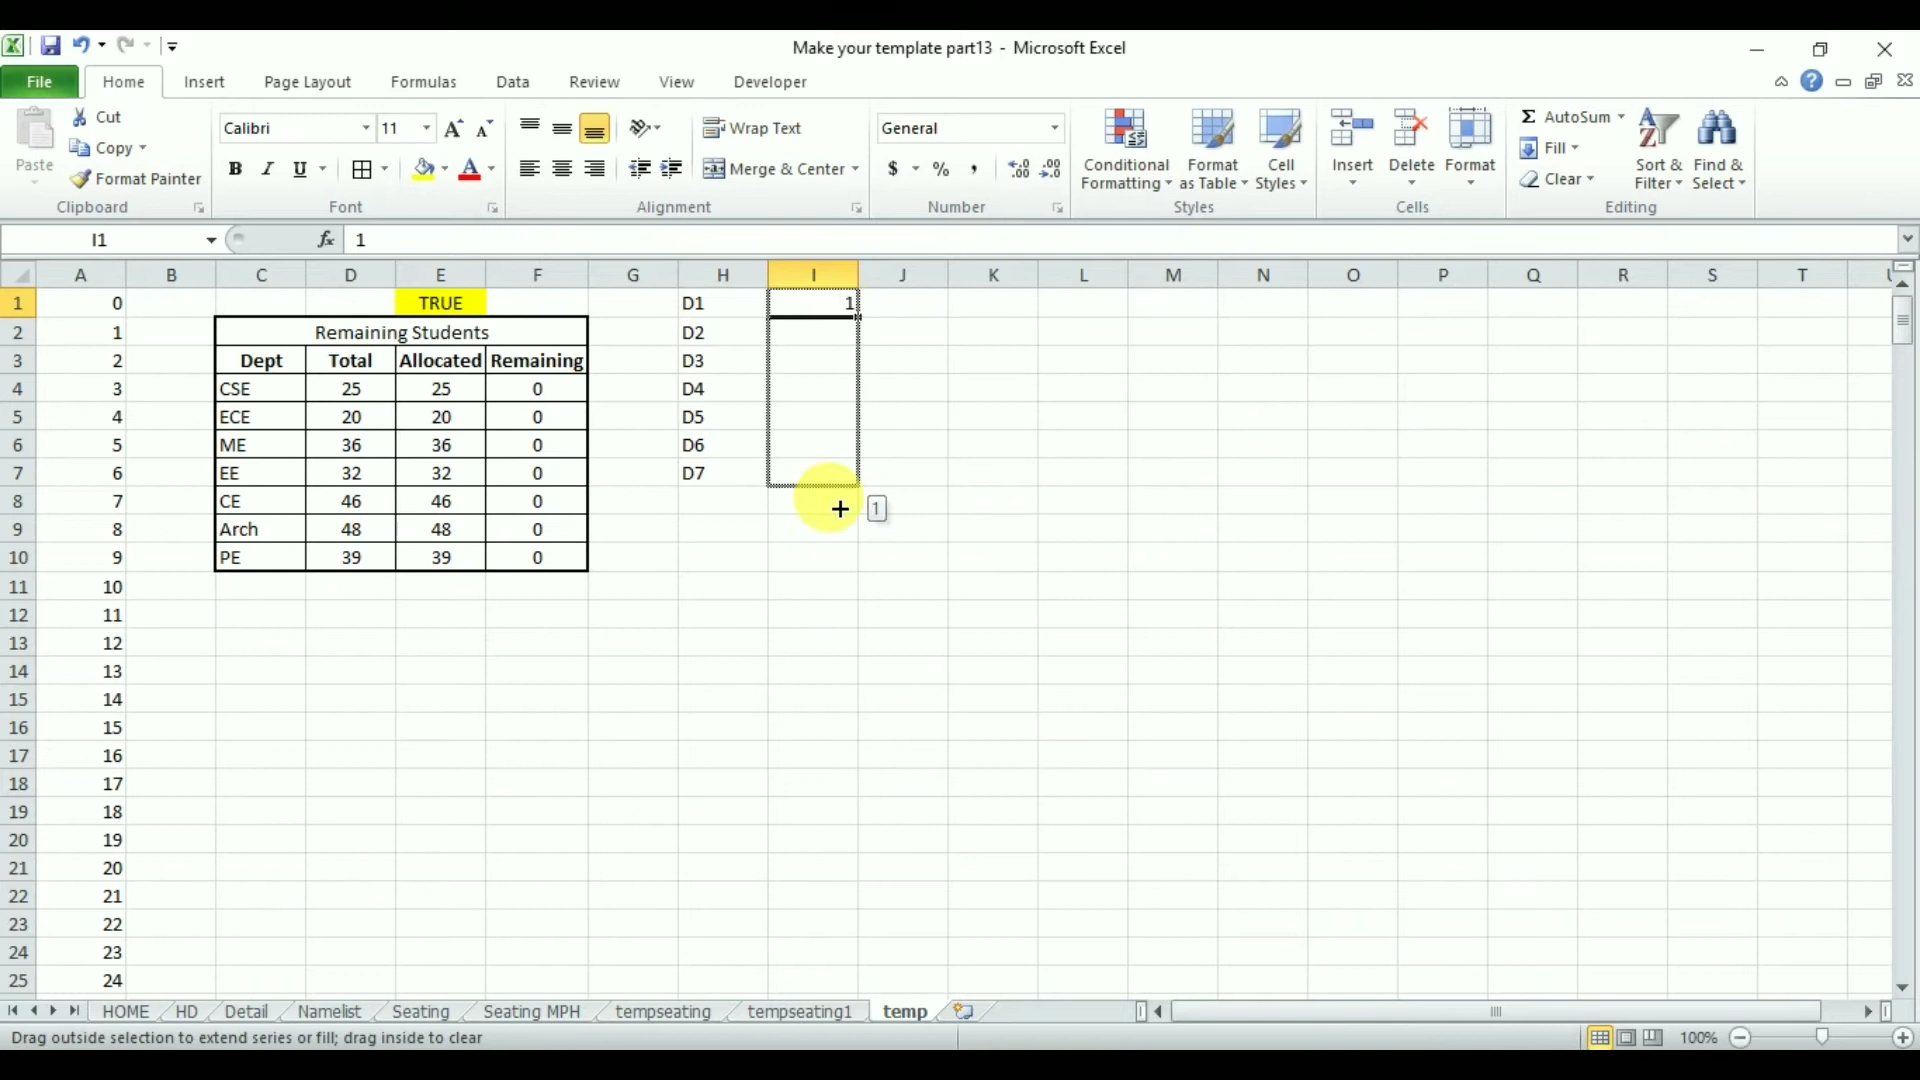 Make your template part13 - Microsoft Excel
File Home Insert Page Layout Formulas Data Review View Developer
Paste
Cut
Copy
Format Painter
Clipboard
Calibri 11
B I U
Font
Wrap Text
Merge & Center
Alignment
General
$ % ,
Number
Conditional Formatting
Format as Table
Cell Styles
Styles
Insert Delete Format
Cells
Σ AutoSum
Fill
Clear
Sort & Filter
Find & Select
Editing
I1 fx 1
A B C D E F G H I J K L M N O P Q R S T
1 0 TRUE D1 1
2 1 Remaining Students D2
3 2 Dept Total Allocated Remaining D3
4 3 CSE 25 25 0 D4
5 4 ECE 20 20 0 D5
6 5 ME 36 36 0 D6
7 6 EE 32 32 0 D7
8 7 CE 46 46 0 1
9 8 Arch 48 48 0
10 9 PE 39 39 0
11 10
12 11
13 12
14 13
15 14
16 15
17 16
18 17
19 18
20 19
21 20
22 21
23 22
24 23
25 24
HOME HD Detail Namelist Seating Seating MPH tempseating tempseating1 temp
Drag outside selection to extend series or fill; drag inside to clear 100%